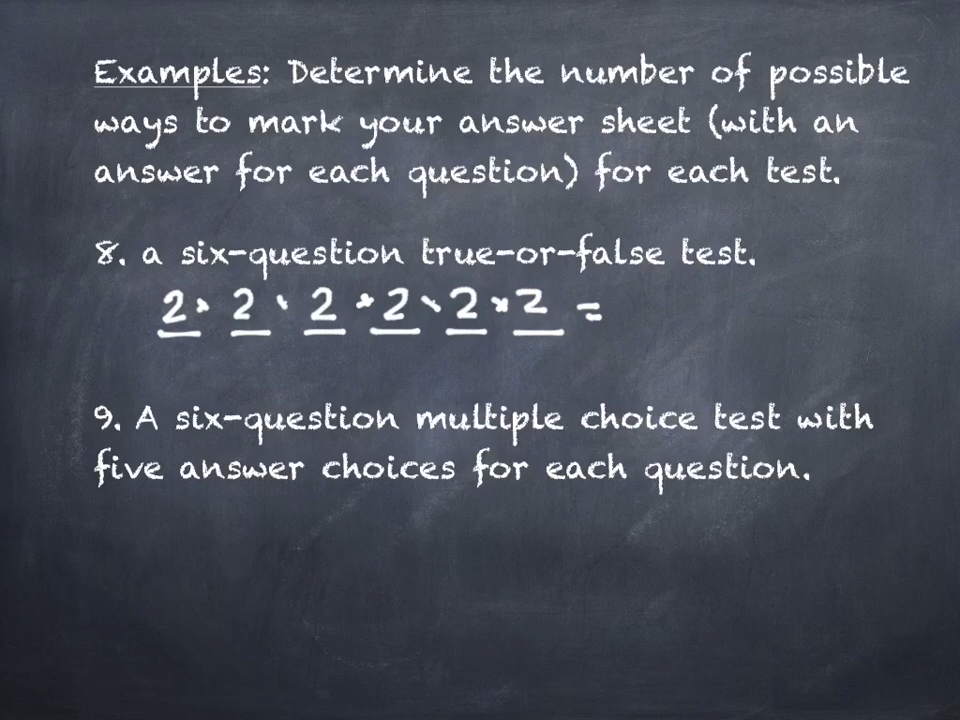 Examples: Determine the number of possible
ways to mark your answer sheet (with an
answer for each question) for each test.
8. a six-question true-or-false test.
2 · 2 · 2 · 2 · 2 · 2 =
9. A six-question multiple choice test with
five answer choices for each question.